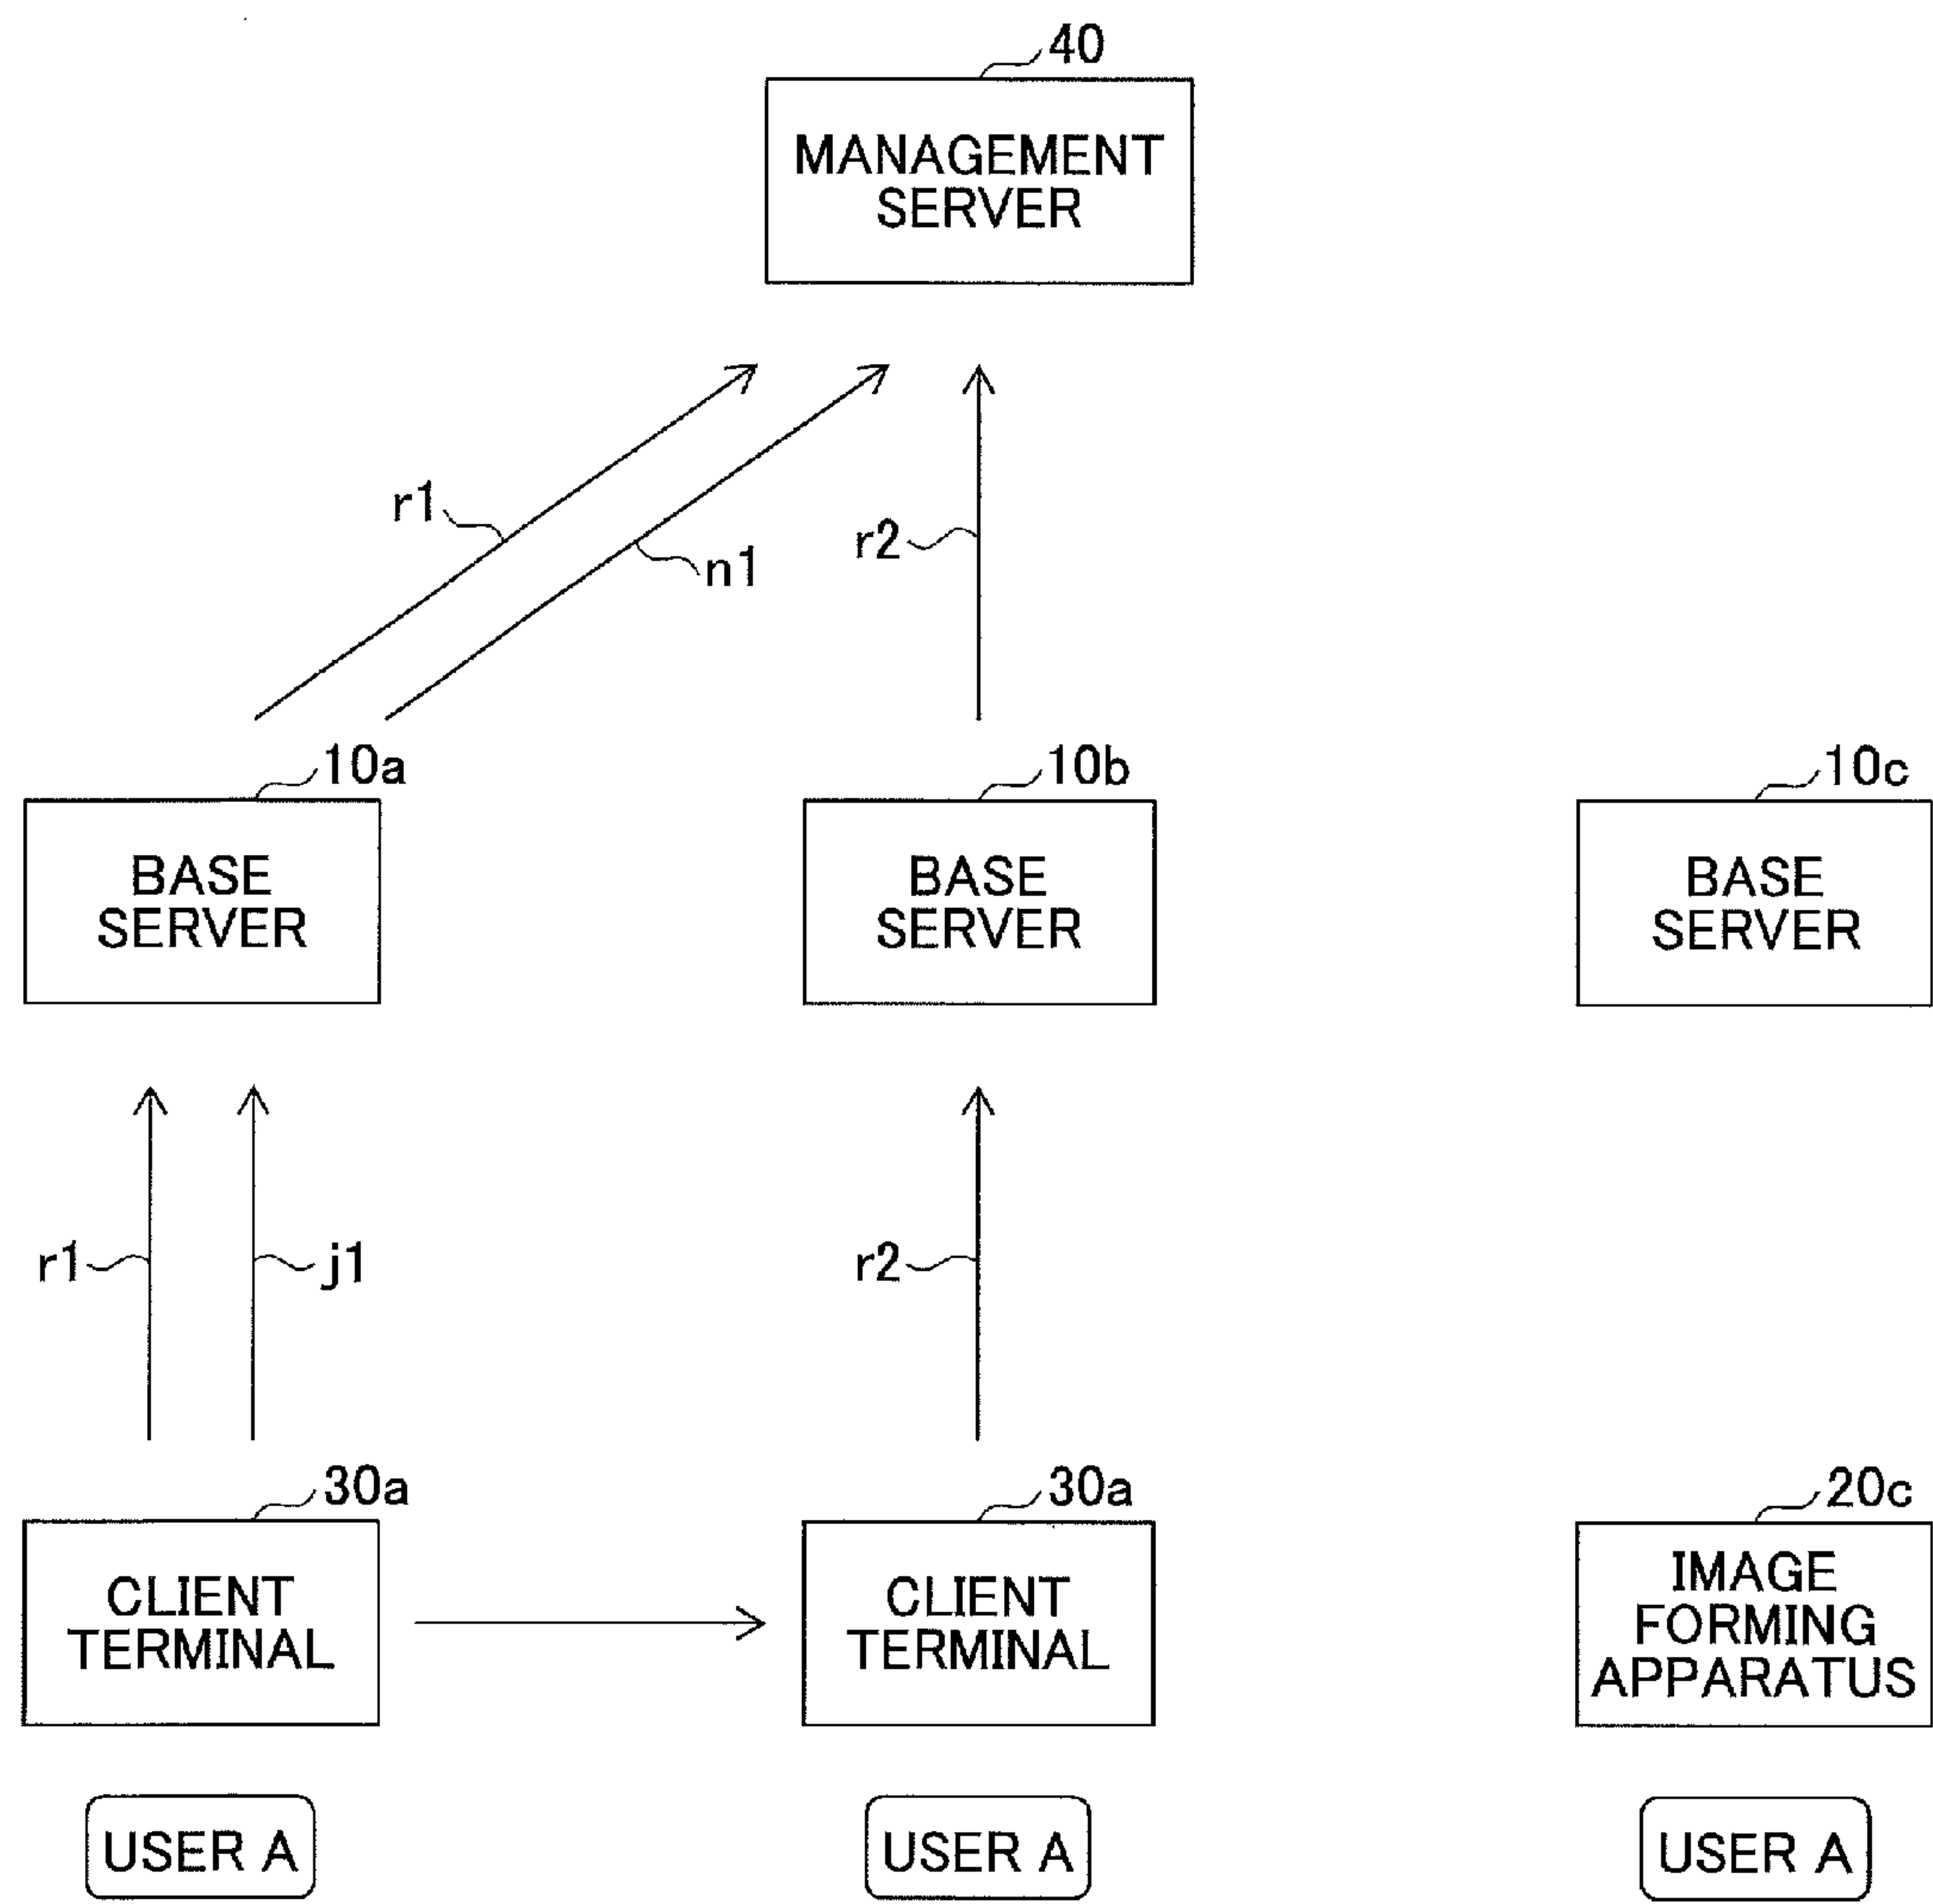 40
MANAGEMENT
SERVER
r1
n1
r2
10a
10b
10c
BASE
SERVER
BASE
SERVER
BASE
SERVER
r1
j1
r2
30a
30a
20c
CLIENT
TERMINAL
CLIENT
TERMINAL
IMAGE
FORMING
APPARATUS
USER A
USER A
USER A